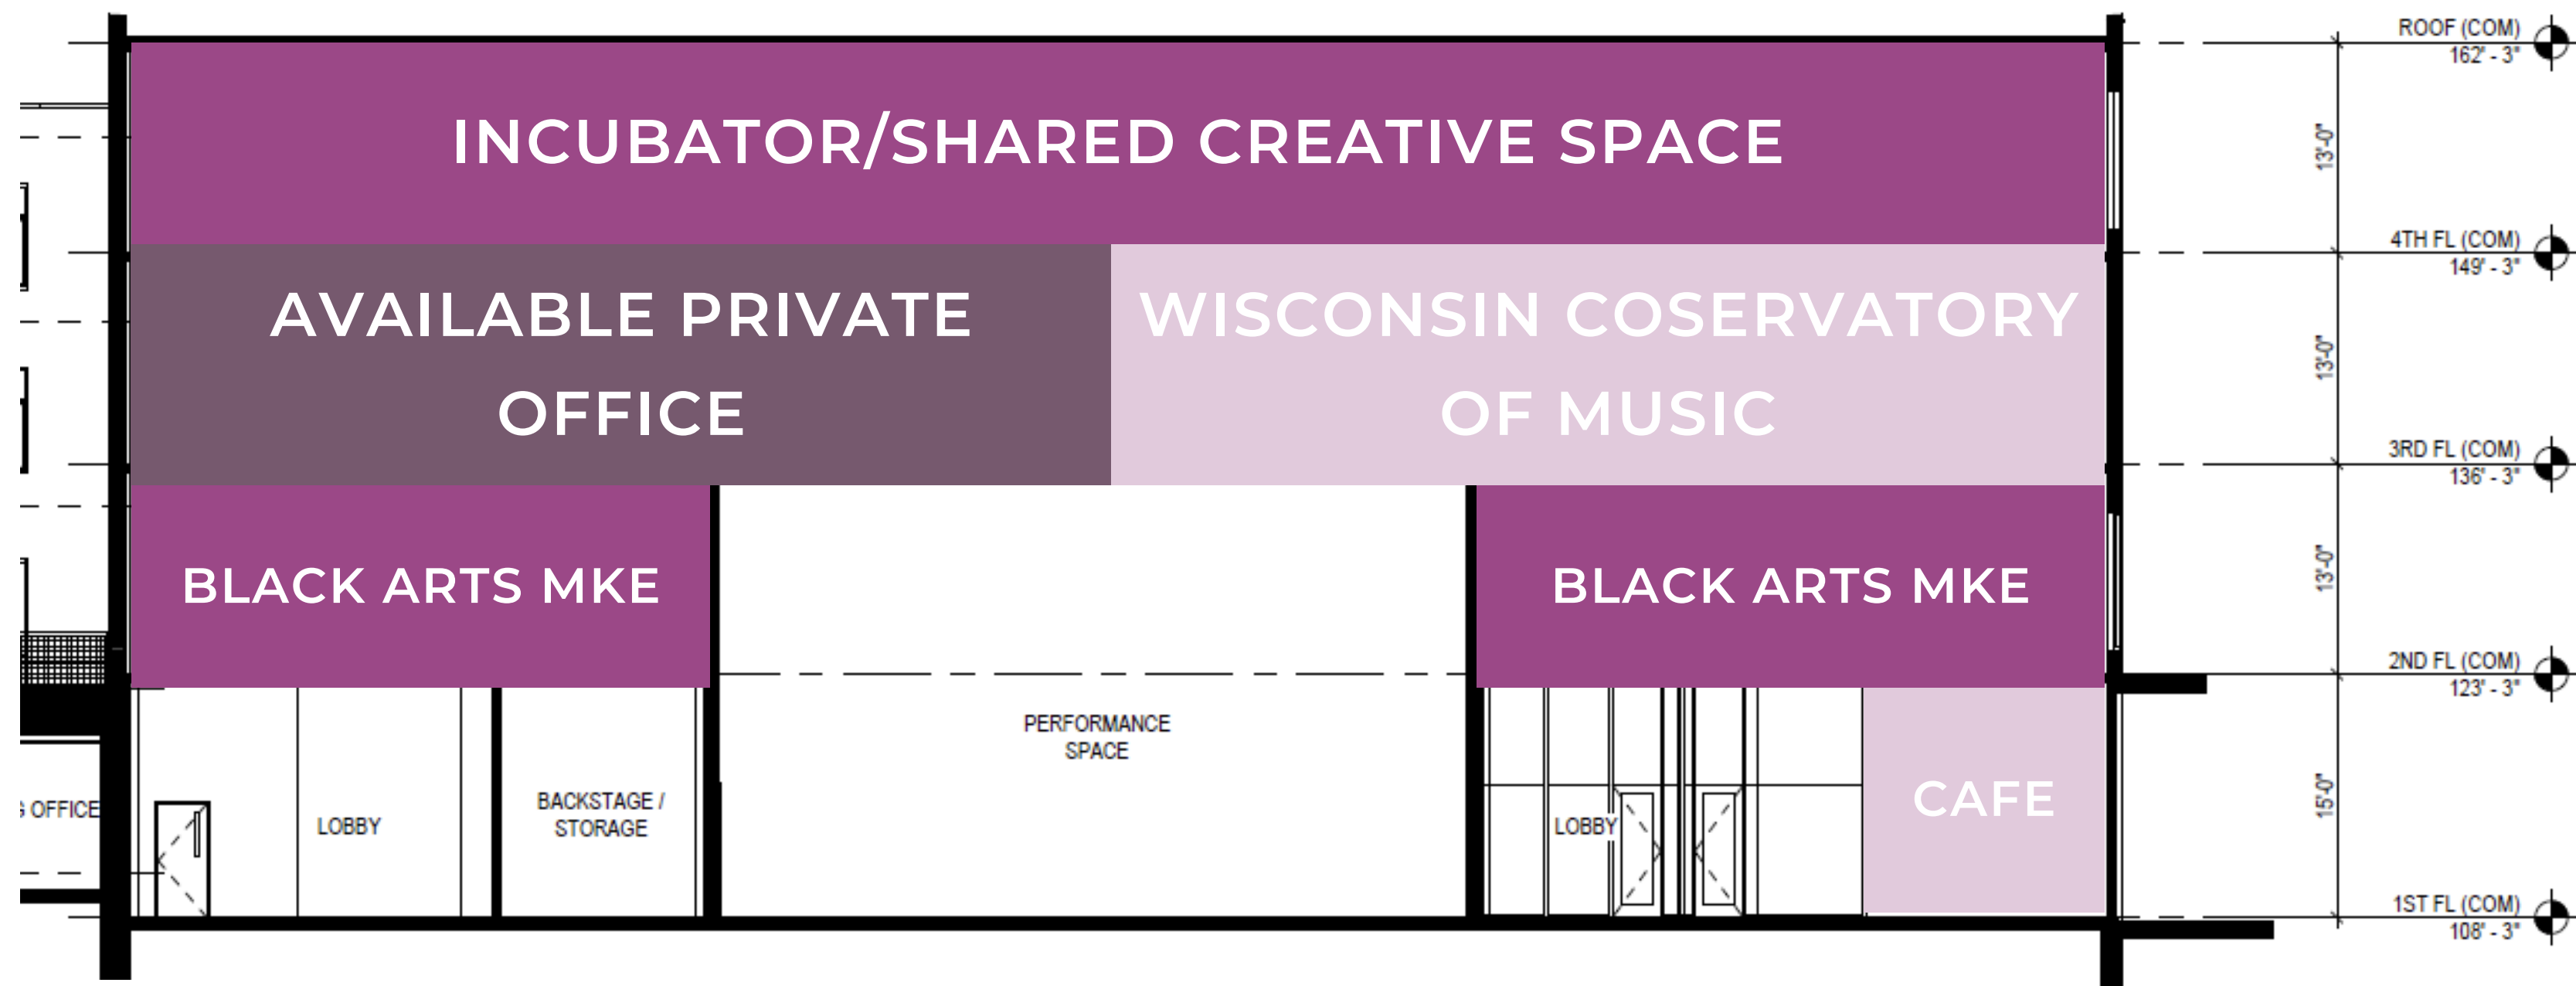 ROOF (COM)
162' - 3"
INCUBATOR/SHARED CREATIVE SPACE
13'-0"
4TH FL (COM)
149' - 3"
AVAILABLE PRIVATE
OFFICE
WISCONSIN COSERVATORY
OF MUSIC
13'-0"
3RD FL (COM)
136' - 3"
BLACK ARTS MKE
BLACK ARTS MKE
13'-0"
2ND FL (COM)
123' - 3"
PERFORMANCE
SPACE
OFFICE
LOBBY
BACKSTAGE /
STORAGE
LOBBY
CAFE
15'-0"
1ST FL (COM)
108' - 3"